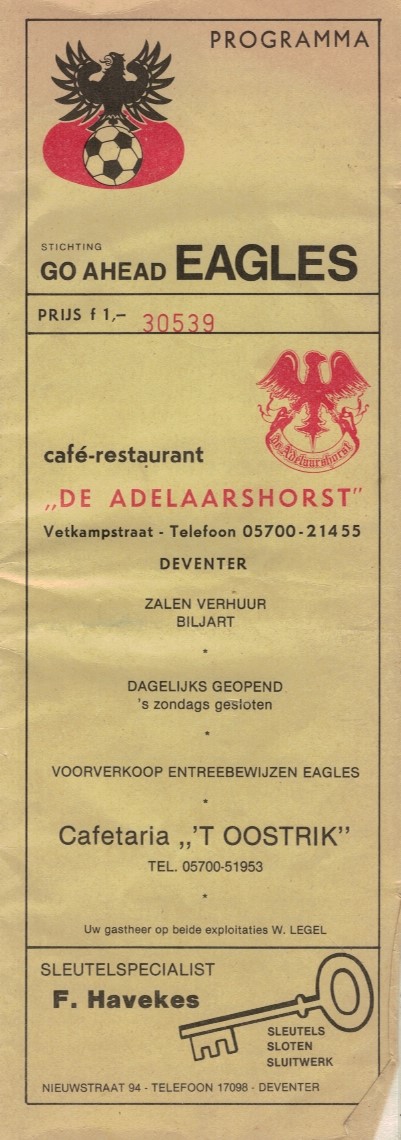 PROGRAMMA
STICHTING
GO AHEAD EAGLES
PRIJS f 1,– 30539
de Adelaarshorst
café-restaurant
„DE ADELAARSHORST"
Vetkampstraat - Telefoon 05700-21455
DEVENTER
ZALEN VERHUUR
BILJART
*
DAGELIJKS GEOPEND
's zondags gesloten
*
VOORVERKOOP ENTREEBEWIJZEN EAGLES
*
Cafetaria „'T OOSTRIK"
TEL. 05700-51953
*
Uw gastheer op beide exploitaties W. LEGEL
SLEUTELSPECIALIST
F. Havekes
SLEUTELS
SLOTEN
SLUITWERK
NIEUWSTRAAT 94 - TELEFOON 17098 - DEVENTER